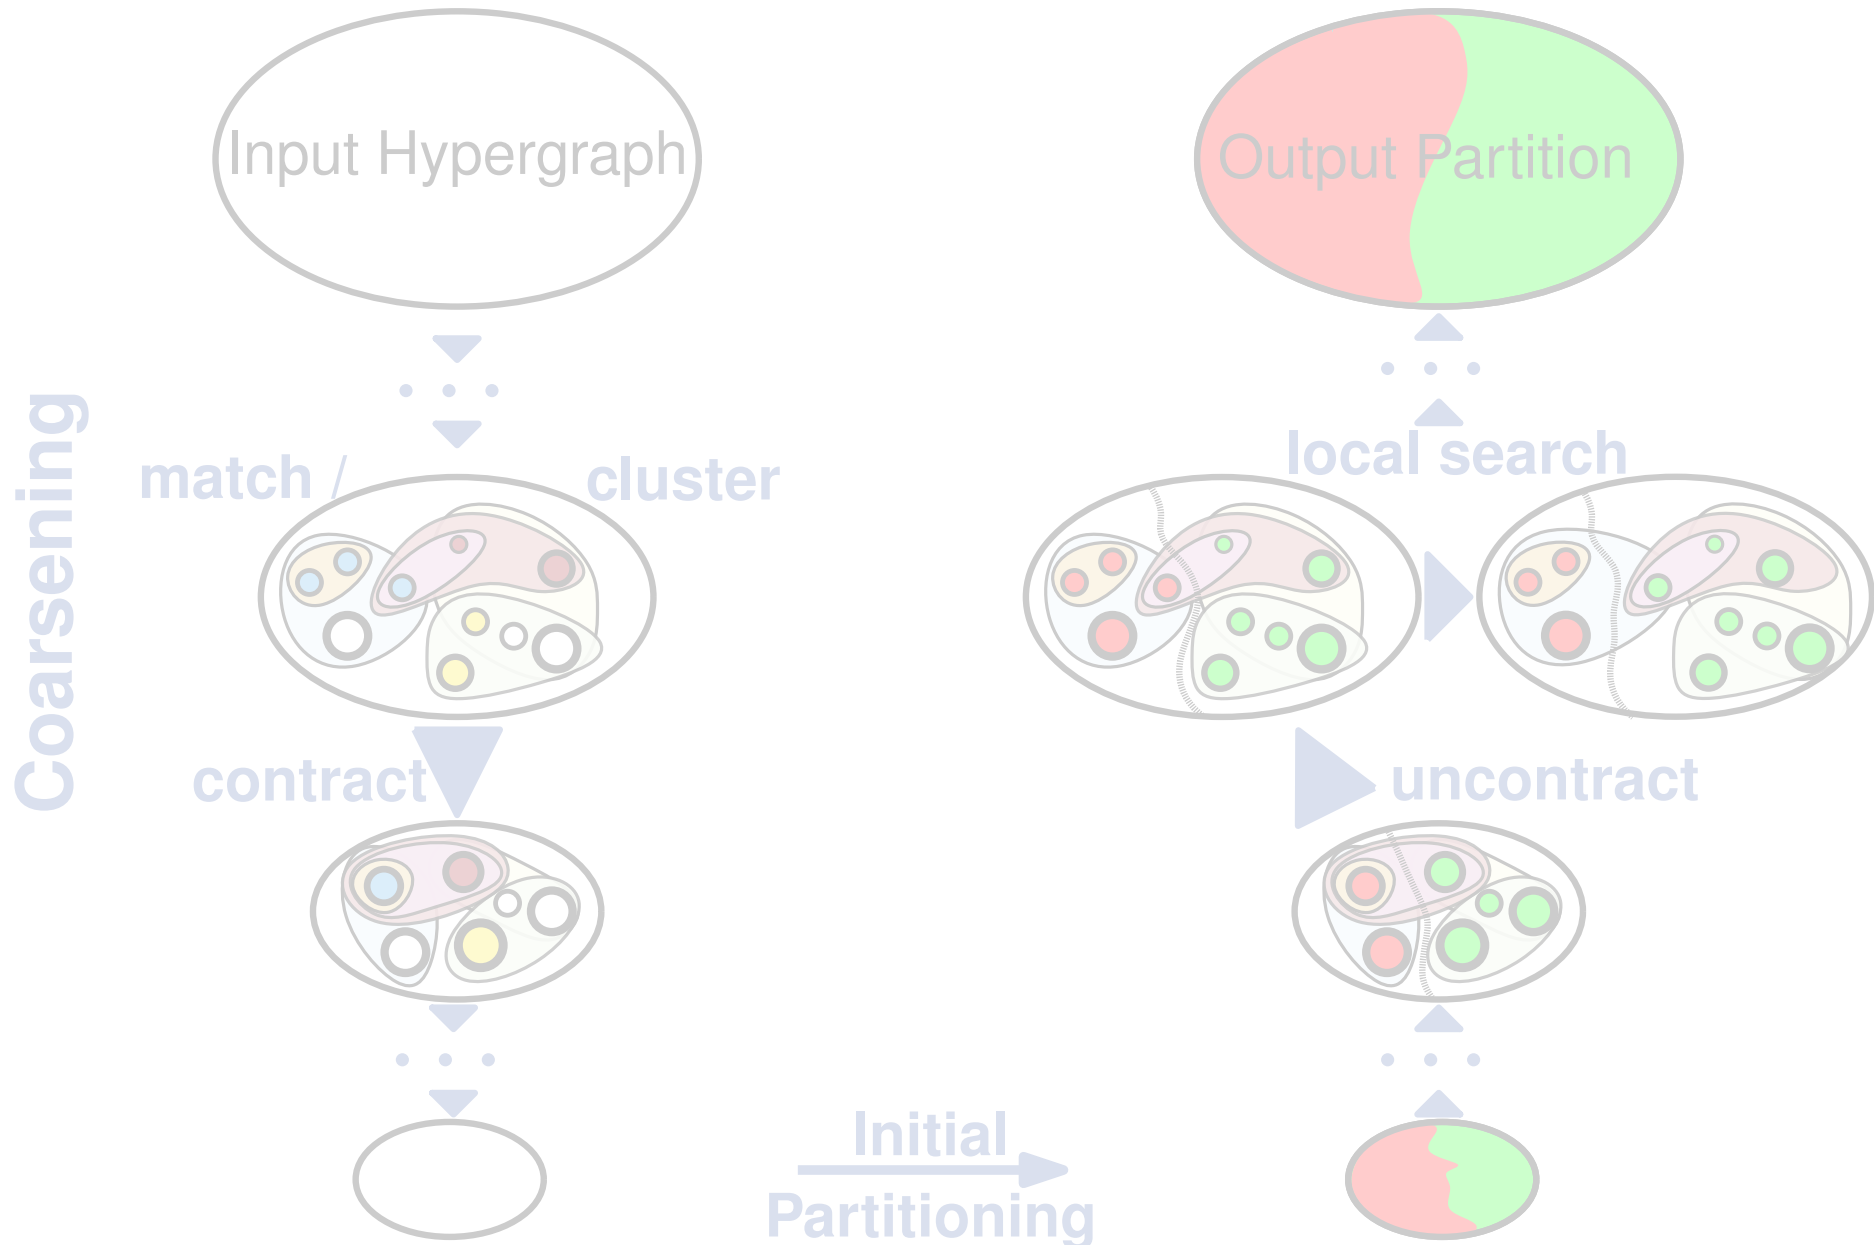 Input Hypergraph
Output Partition
Coarsening
match / cluster
local search
contract
uncontract
Initial
Partitioning